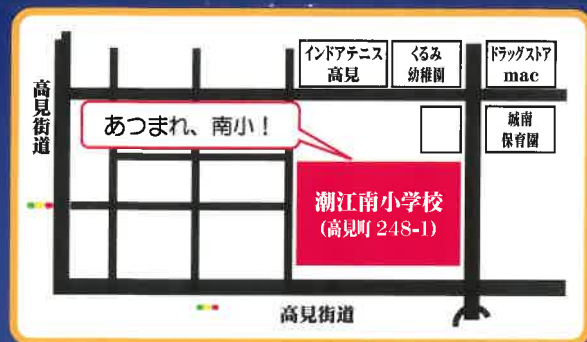 インドアテニス
高見
くるみ
幼稚園
ドラッグストア
mac
高見街道
あつまれ、南小！
城南
保育園
潮江南小学校
(高見町 248-1)
高見街道